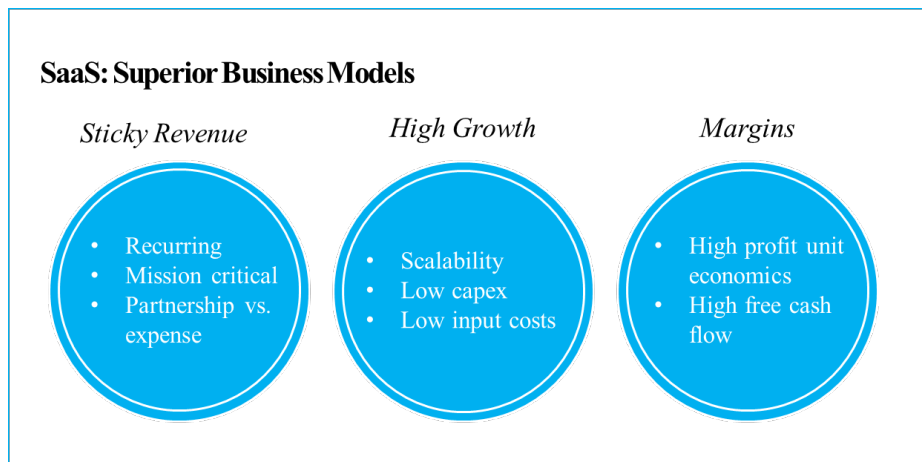 SaaS: Superior Business Models
Sticky Revenue
• Recurring
• Mission critical
• Partnership vs.
expense
High Growth
• Scalability
• Low capex
• Low input costs
Margins
• High profit unit
economics
• High free cash
flow